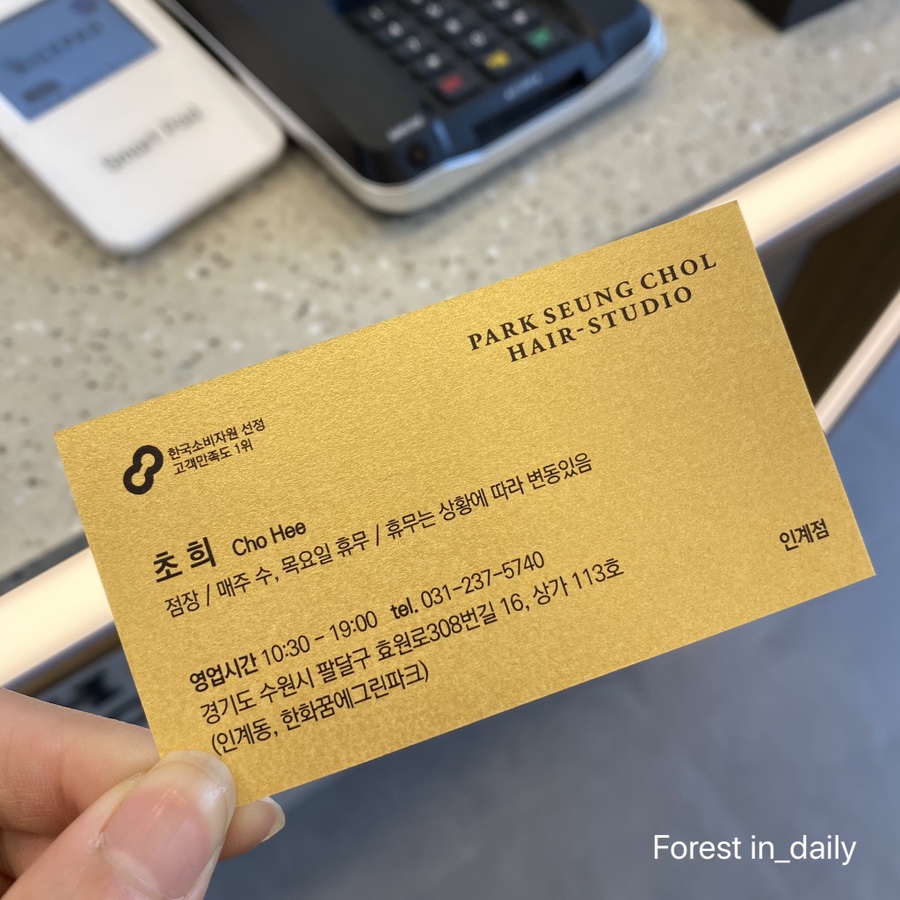 Smart Pad
PARK SEUNG CHOL
HAIR-STUDIO
한국소비자원 선정
고객만족도 1위
초희 Cho Hee
점장 / 매주 수, 목요일 휴무 / 휴무는 상황에 따라 변동있음
인계점
영업시간 10:30 - 19:00 tel. 031-237-5740
경기도 수원시 팔달구 효원로308번길 16, 상가 113호
(인계동, 한화꿈에그린파크)
Forest in_daily